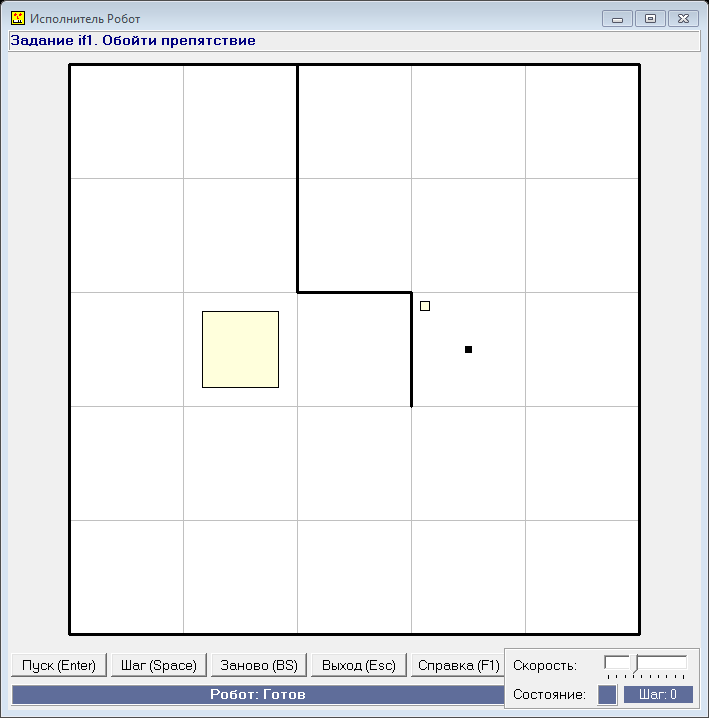 Исполнитель Робот
Задание if1. Обойти препятствие
Пуск (Enter) Шаг (Space) Заново (BS) Выход (Esc) Справка (F1) Скорость:
Робот: Готов Состояние: Шаг: 0